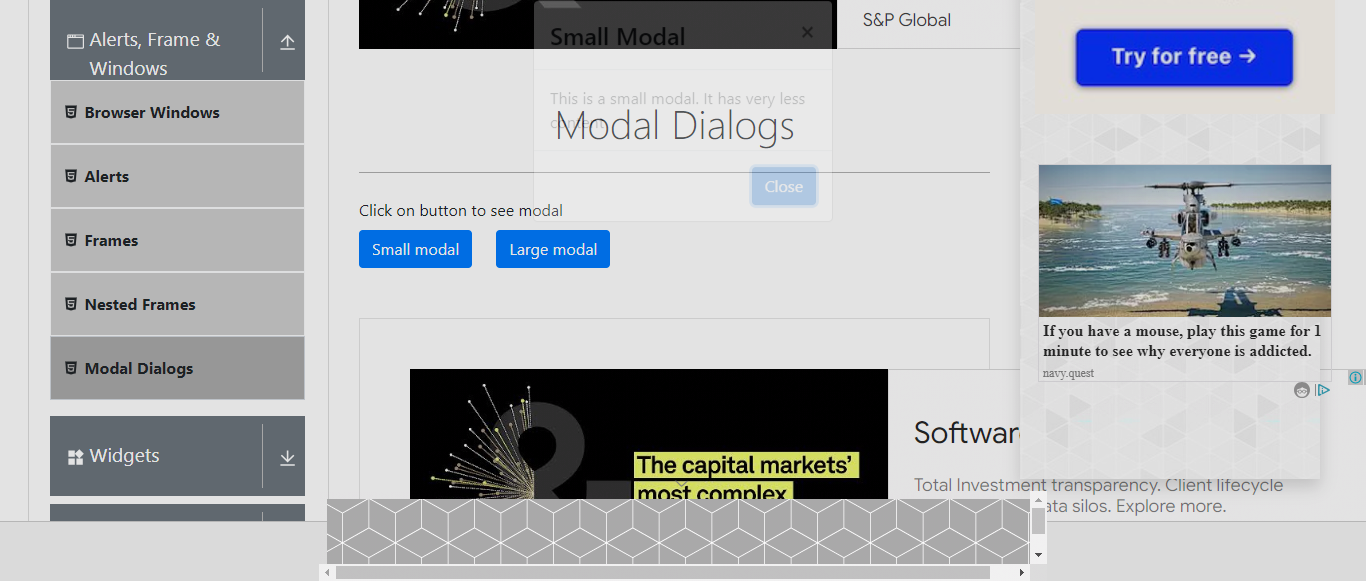 Alerts, Frame &
Windows
Browser Windows
Alerts
Frames
Nested Frames
Modal Dialogs
Widgets
S&P Global
Small Modal
×
This is a small modal. It has very less
content
Modal Dialogs
Close
Click on button to see modal
Small modal
Large modal
The capital markets'
most complex
Software
Total Investment transparency. Client lifecycle
ata silos. Explore more.
Try for free →
If you have a mouse, play this game for 1
minute to see why everyone is addicted.
navy.quest